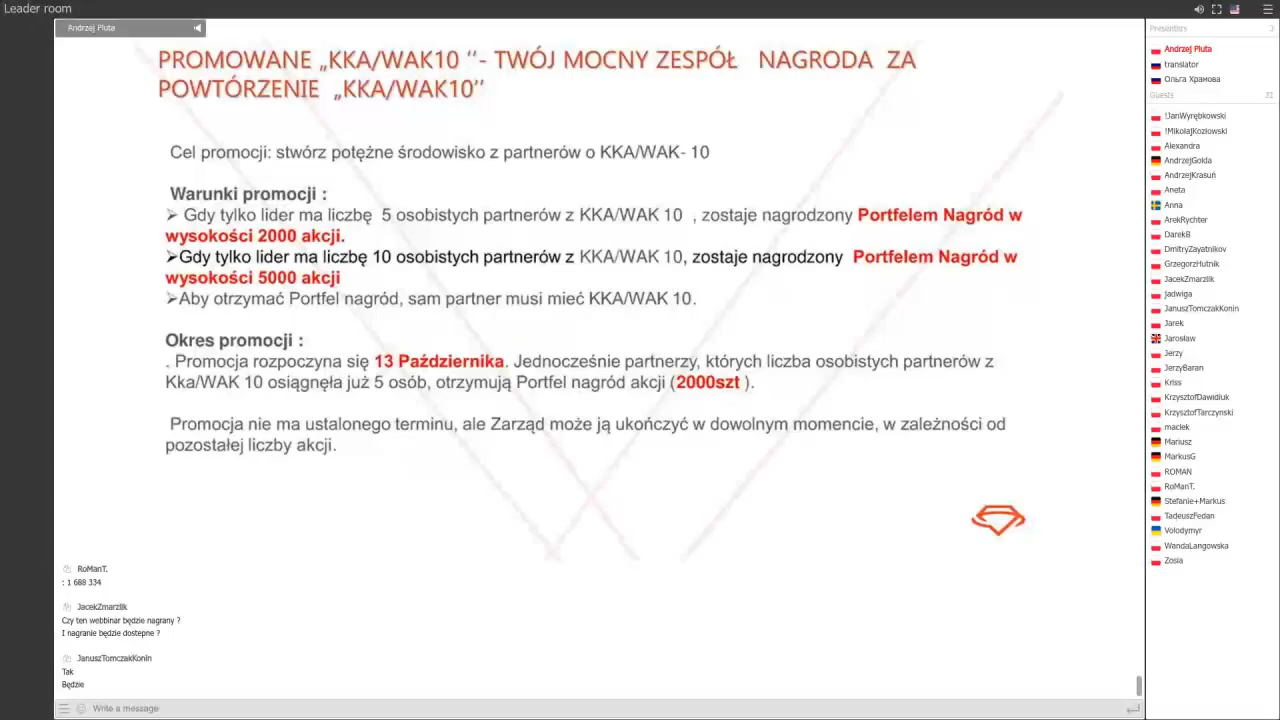 Leader room
Andrzej Pluta
PROMOWANE „KKA/WAK10 “- TWÓJ MOCNY ZESPÓŁ NAGRODA ZA
POWTÓRZENIE „KKA/WAK10”
Cel promocji: stwórz potężne środowisko z partnerów o KKA/WAK- 10
Warunki promocji :
➢ Gdy tylko lider ma liczbę 5 osobistych partnerów z KKA/WAK 10 , zostaje nagrodzony Portfelem Nagród w
wysokości 2000 akcji.
➢Gdy tylko lider ma liczbę 10 osobistych partnerów z KKA/WAK 10, zostaje nagrodzony Portfelem Nagród w
wysokości 5000 akcji
➢Aby otrzymać Portfel nagród, sam partner musi mieć KKA/WAK 10.
Okres promocji :
. Promocja rozpoczyna się 13 Października. Jednocześnie partnerzy, których liczba osobistych partnerów z
Kka/WAK 10 osiągnęła już 5 osób, otrzymują Portfel nagród akcji (2000szt ).
Promocja nie ma ustalonego terminu, ale Zarząd może ją ukończyć w dowolnym momencie, w zależności od
pozostałej liczby akcji.
RoManT.
: 1 688 334
JacekZmarzlik
Czy ten webbinar będzie nagrany ?
I nagranie będzie dostepne ?
JanuszTomczakKonin
Tak
Będzie
Write a message
Presenters 3
Andrzej Pluta
translator
Ольга Храмова
Guests 31
!JanWyrębkowski
!MikołajKozłowski
Alexandra
AndrzejGolda
AndrzejKrasuń
Aneta
Anna
ArekRychter
DarekB
DmitryZayatnikov
GrzegorzHutnik
JacekZmarzlik
jadwiga
JanuszTomczakKonin
Jarek
Jarosław
Jerzy
JerzyBaran
Kriss
KrzysztofDawidiuk
KrzysztofTarczynski
maciek
Mariusz
MarkusG
ROMAN
RoManT.
Stefanie+Markus
TadeuszFedan
Volodymyr
WandaLangowska
Zosia